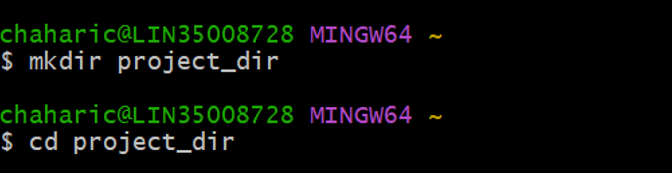 chaharic@LIN35008728 MINGW64 ~
$ mkdir project_dir
chaharic@LIN35008728 MINGW64 ~
$ cd project_dir